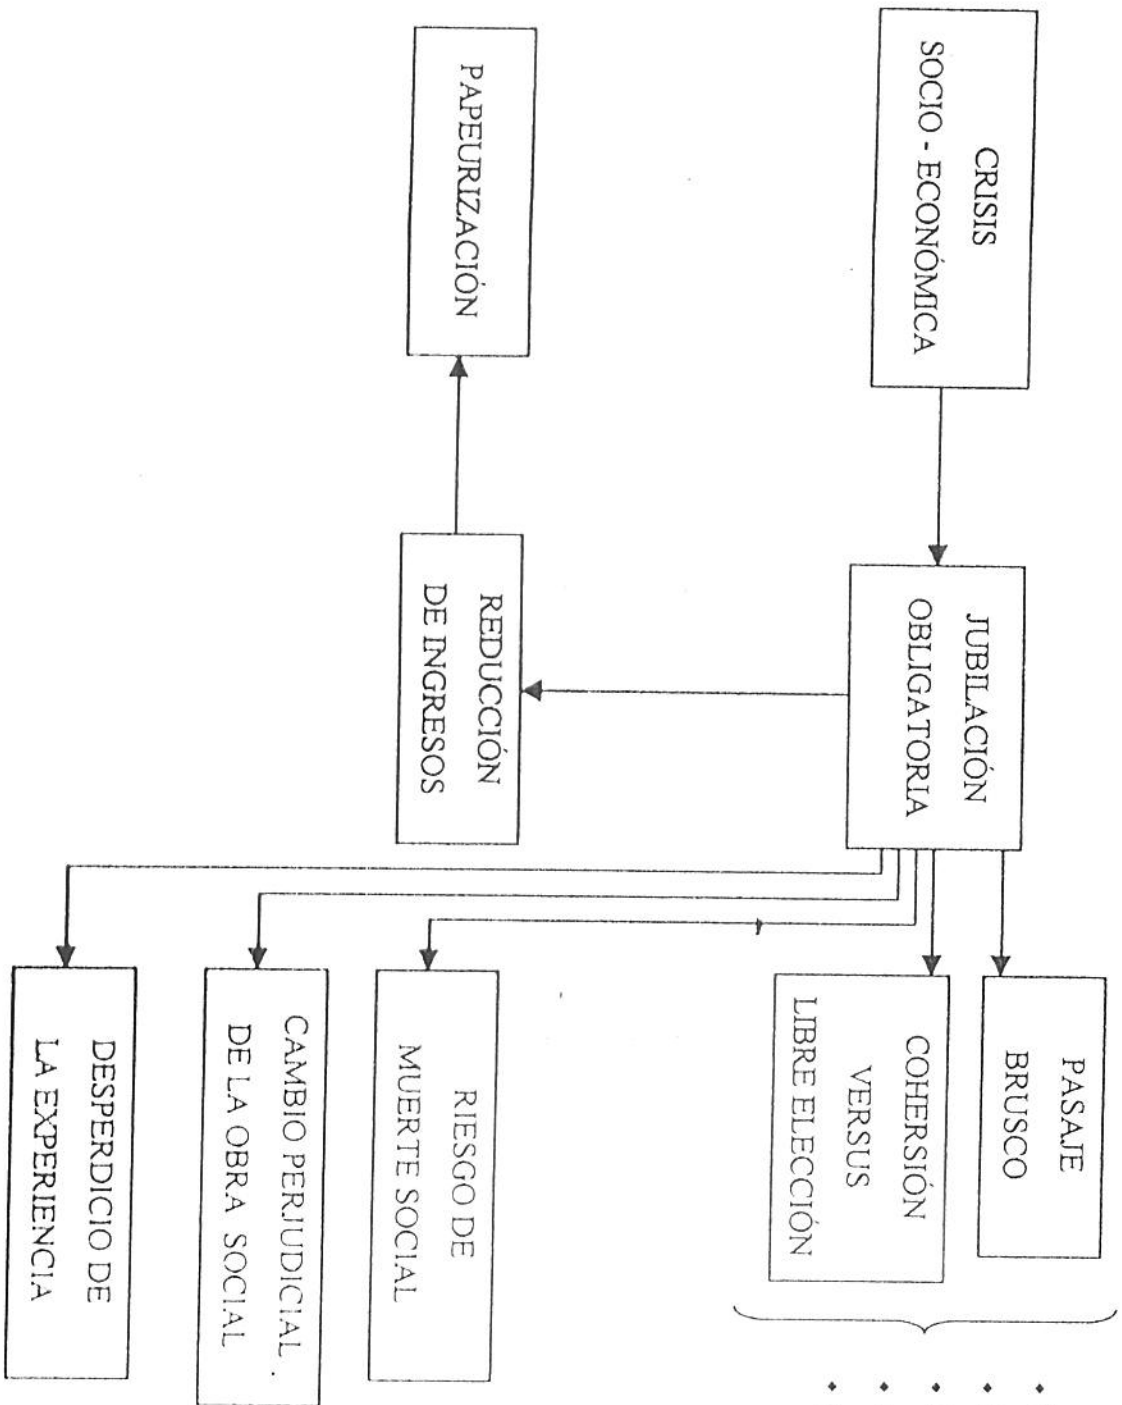 CRISIS
SOCIO - ECONÓMICA
JUBILACIÓN
OBLIGATORIA
PASAJE
BRUSCO
COHERSIÓN
VERSUS
LIBRE ELECCIÓN
PAPEURIZACIÓN
REDUCCIÓN
DE INGRESOS
RIESGO DE
MUERTE SOCIAL
CAMBIO PERJUDICIAL
DE LA OBRA SOCIAL
DESPERDICIO DE
LA EXPERIENCIA